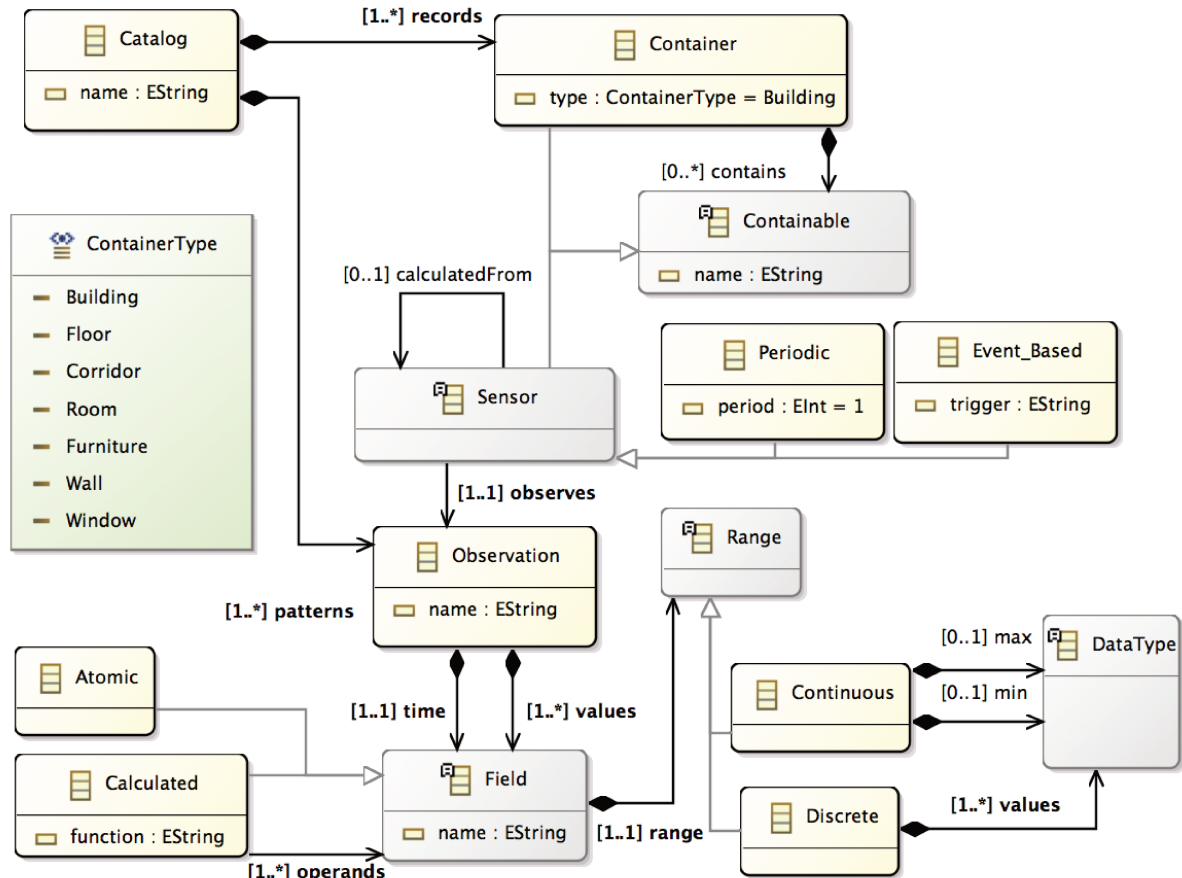 [1..*] records
Catalog
name : EString
Container
type : ContainerType = Building
[0..*] contains
Containable
name : EString
ContainerType
Building
Floor
Corridor
Room
Furniture
Wall
Window
[0..1] calculatedFrom
Sensor
Periodic
period : EInt = 1
Event_Based
trigger : EString
[1..1] observes
Observation
name : EString
[1..*] patterns
Range
[1..1] time
[1..*] values
Atomic
Calculated
function : EString
[1..*] operands
Field
name : EString
[1..1] range
Continuous
[0..1] max
[0..1] min
DataType
Discrete
[1..*] values